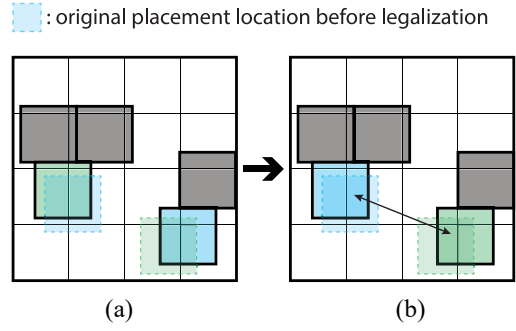 : original placement location before legalization
(a)
(b)